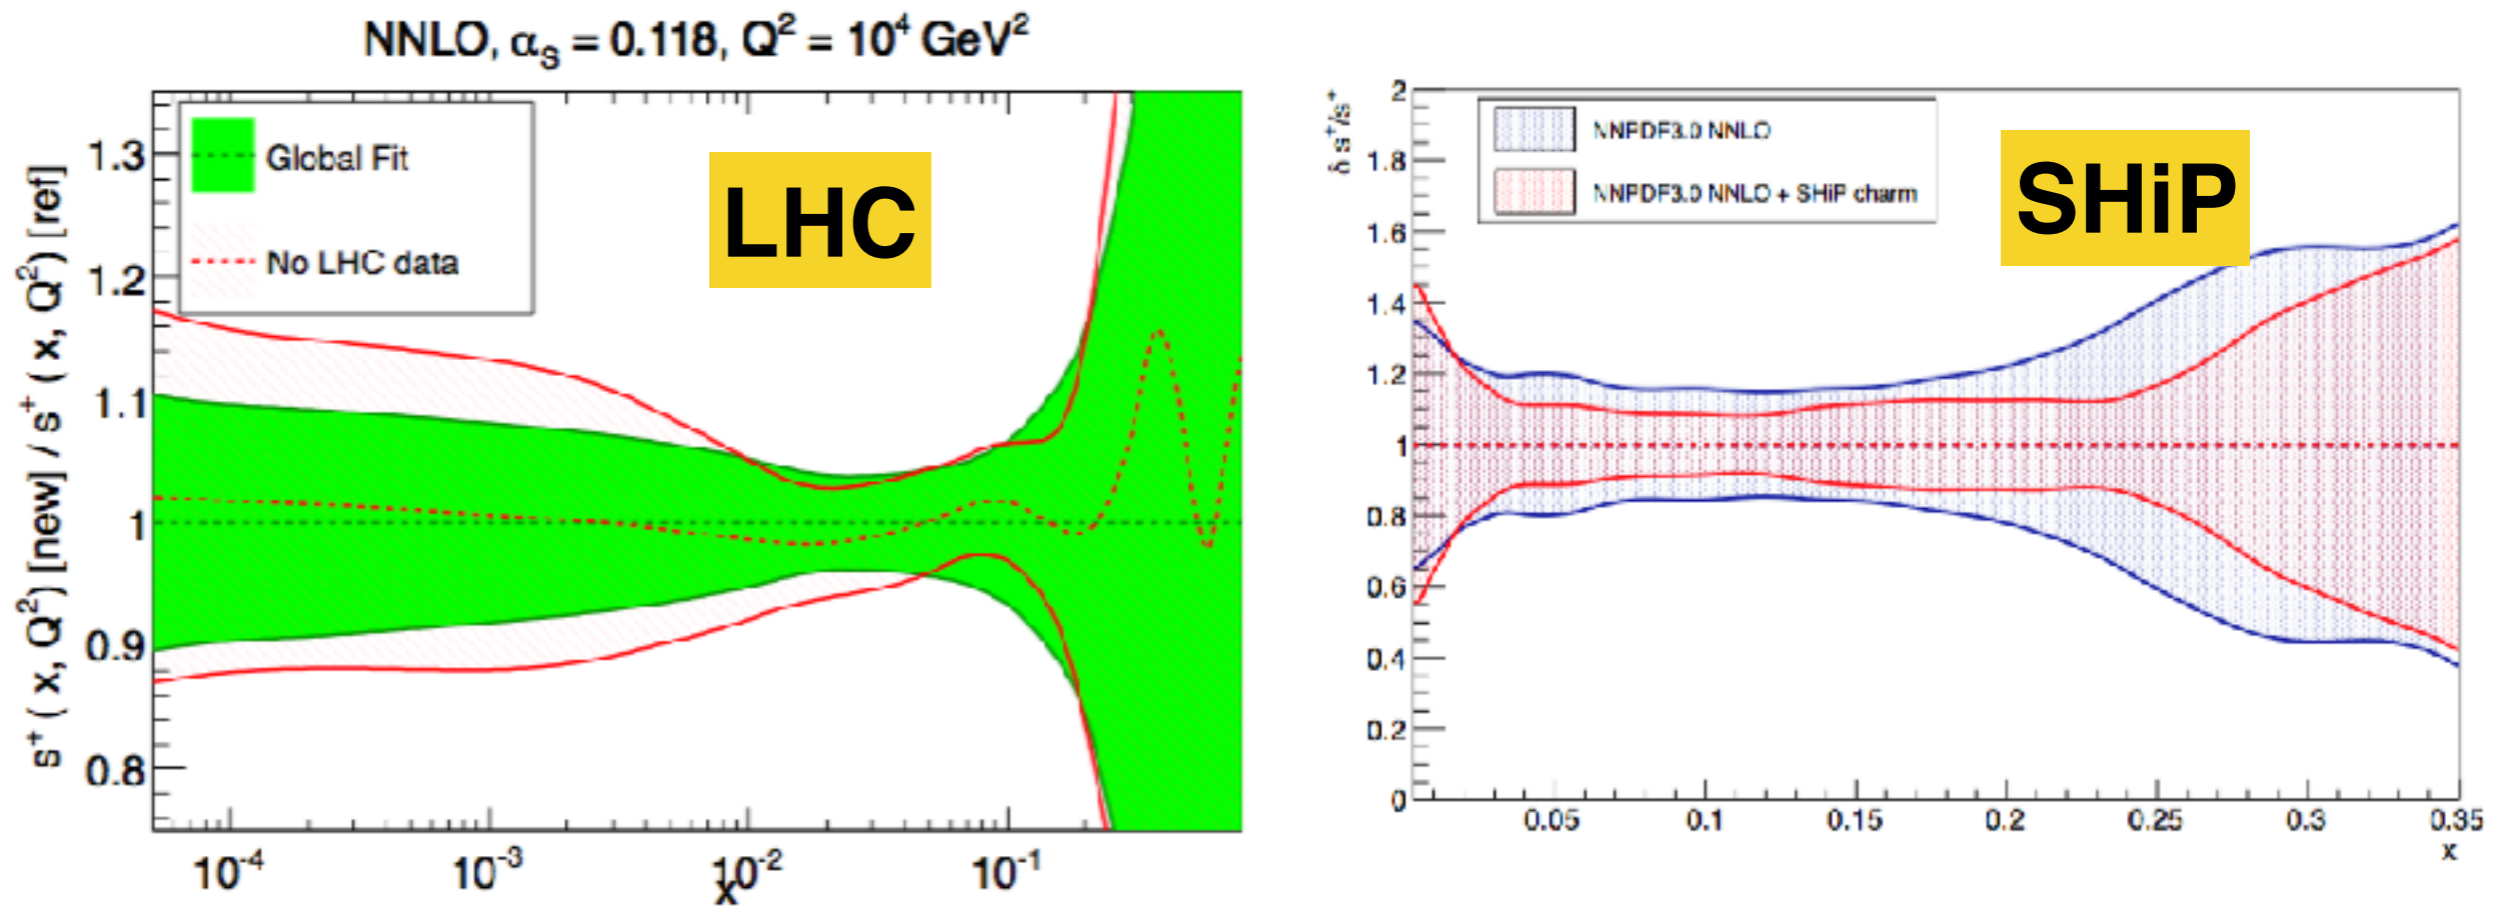 NNLO, αS = 0.118, Q² = 10⁴ GeV²
s⁺ ( x, Q²) [new] / s⁺ ( x, Q²) [ref]
Global Fit
No LHC data
LHC
1.3
1.2
1.1
1
0.9
0.8
10⁻⁴ 10⁻³ 10⁻² 10⁻¹
x
δ s⁺/s⁺
NNPDF3.0 NNLO
NNPDF3.0 NNLO + SHiP charm
SHiP
2
1.8
1.6
1.4
1.2
1
0.8
0.6
0.4
0.2
0
0.05 0.1 0.15 0.2 0.25 0.3 0.35
x